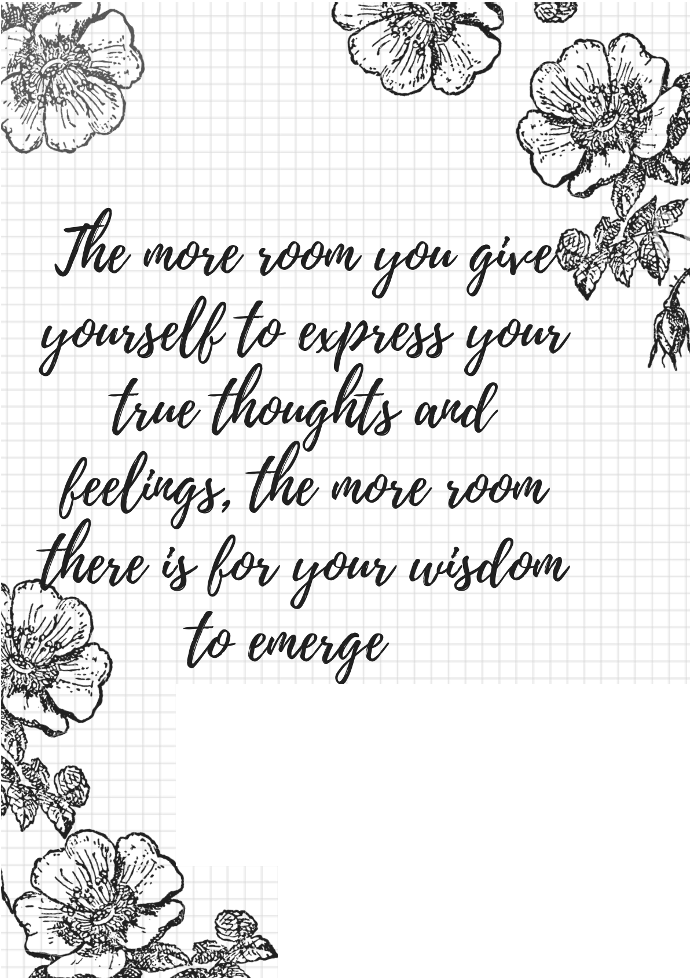 The more room you give
yourself to express your
true thoughts and
feelings, the more room
there is for your wisdom
to emerge